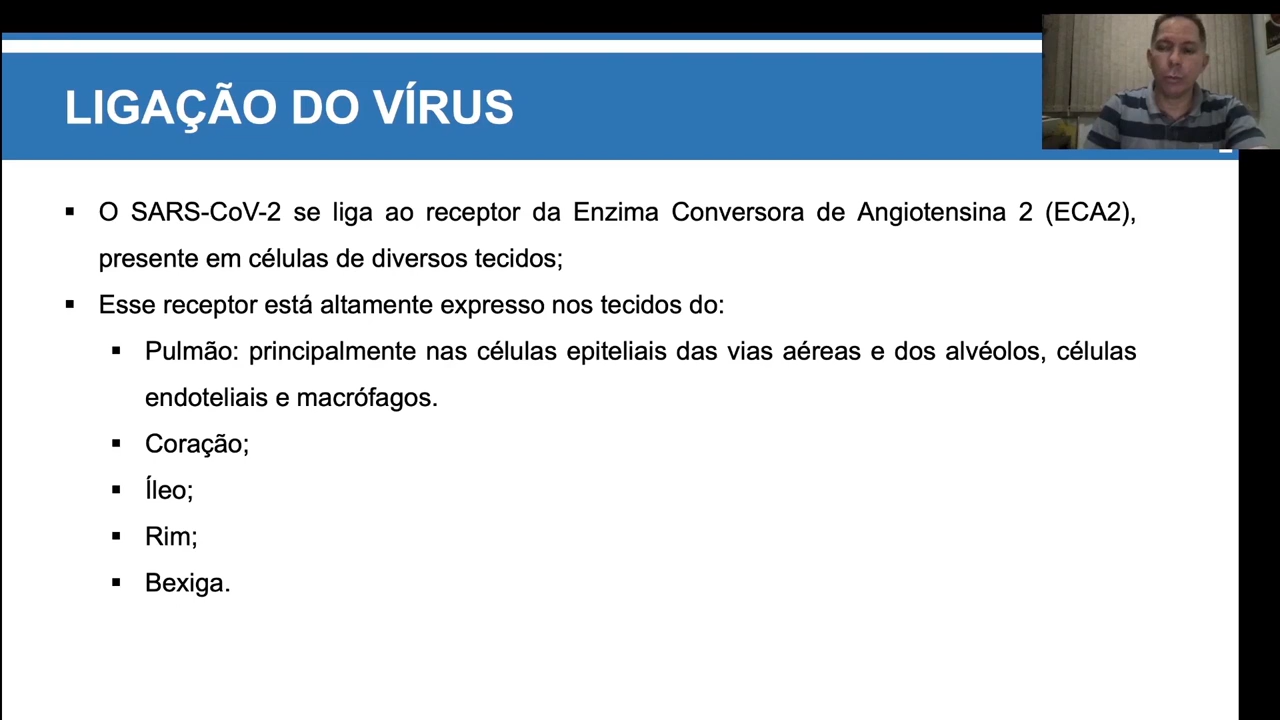 LIGAÇÃO DO VÍRUS
▪ O SARS-CoV-2 se liga ao receptor da Enzima Conversora de Angiotensina 2 (ECA2),
presente em células de diversos tecidos;
▪ Esse receptor está altamente expresso nos tecidos do:
▪ Pulmão: principalmente nas células epiteliais das vias aéreas e dos alvéolos, células
endoteliais e macrófagos.
▪ Coração;
▪ Íleo;
▪ Rim;
▪ Bexiga.